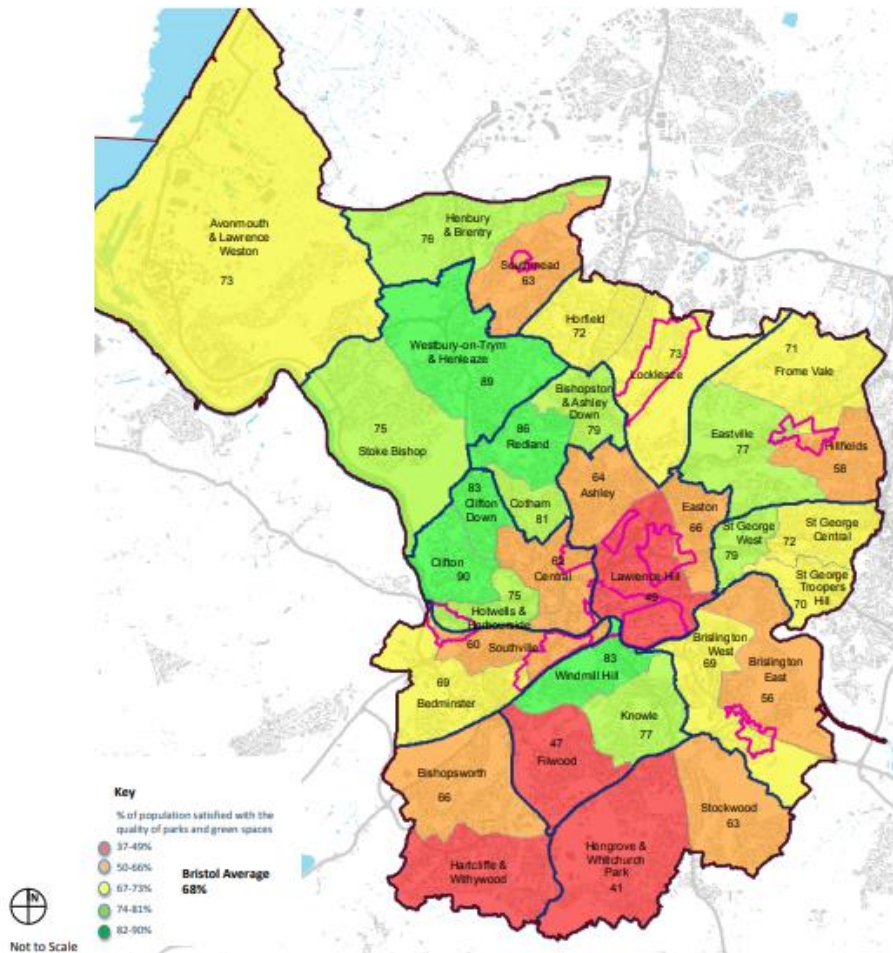 Avonmouth
& Lawrence
Weston
73
Henbury
& Brentry
76
Southmead
63
Horfield
72
73
Lockleaze
71
Frome Vale
Westbury-on-Trym
& Henleaze
89
Bishopston
& Ashley
Down
79
75
Stoke Bishop
86
Redland
Eastville
77
Hillfields
58
64
Ashley
83
Clifton
Down
Cotham
81
Easton
66
St George
West
79
St George
Central
72
Clifton
90
62
Central
Lawrence Hill
49
St George
Troopers
Hill
70
75
Hotwells &
Harbourside
60
Southville
83
Windmill Hill
Brislington
West
69
Brislington
East
56
69
Bedminster
Knowle
77
47
Filwood
Bishopsworth
66
Stockwood
63
Hengrove &
Whitchurch
Park
41
Hartcliffe &
Withywood
Key
% of population satisfied with the
quality of parks and green spaces
37-49%
50-66%
67-73%
74-81%
82-90%
Bristol Average
68%
N
Not to Scale